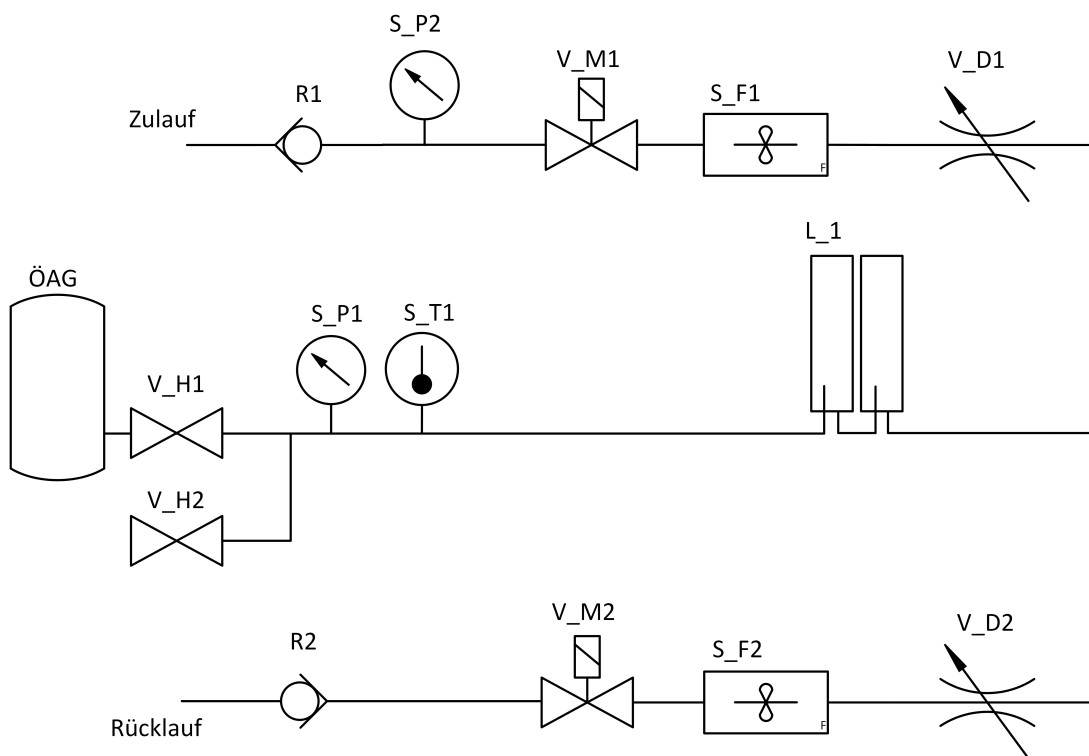 S_P2
V_M1
V_D1
R1
S_F1
Zulauf
F
L_1
ÖAG
S_P1
S_T1
V_H1
V_H2
V_M2
V_D2
R2
S_F2
Rücklauf
F